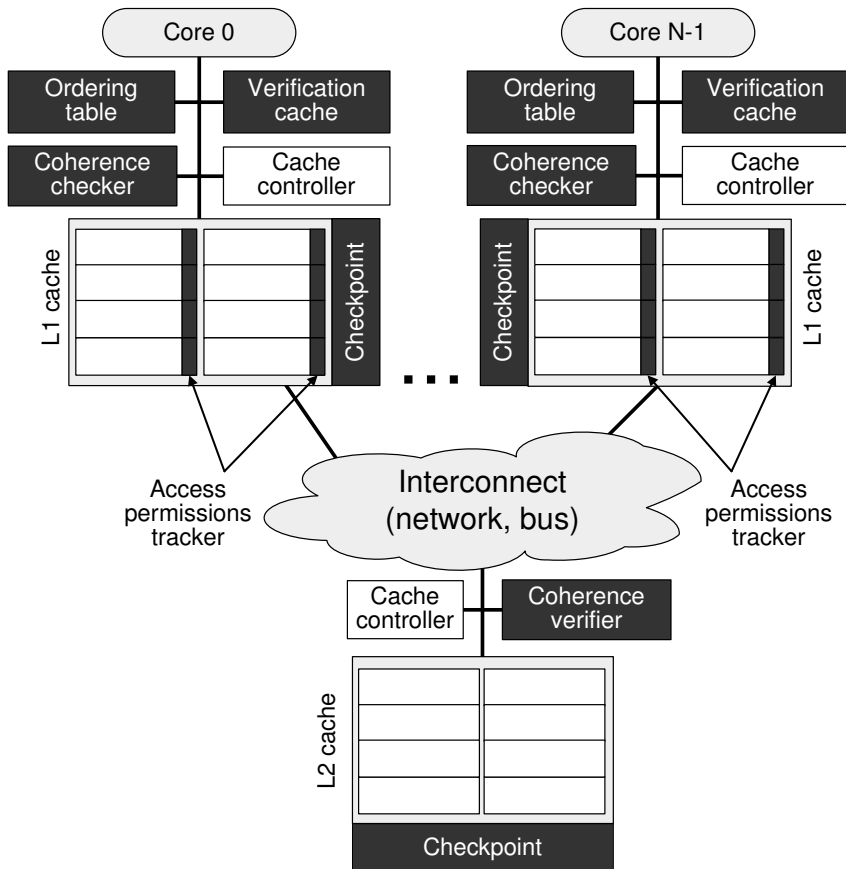 Core 0
Core N-1
Ordering
table
Verification
cache
Ordering
table
Verification
cache
Coherence
checker
Cache
controller
Coherence
checker
Cache
controller
L1 cache
Checkpoint
...
Checkpoint
L1 cache
Access
permissions
tracker
Interconnect
(network, bus)
Access
permissions
tracker
Cache
controller
Coherence
verifier
L2 cache
Checkpoint